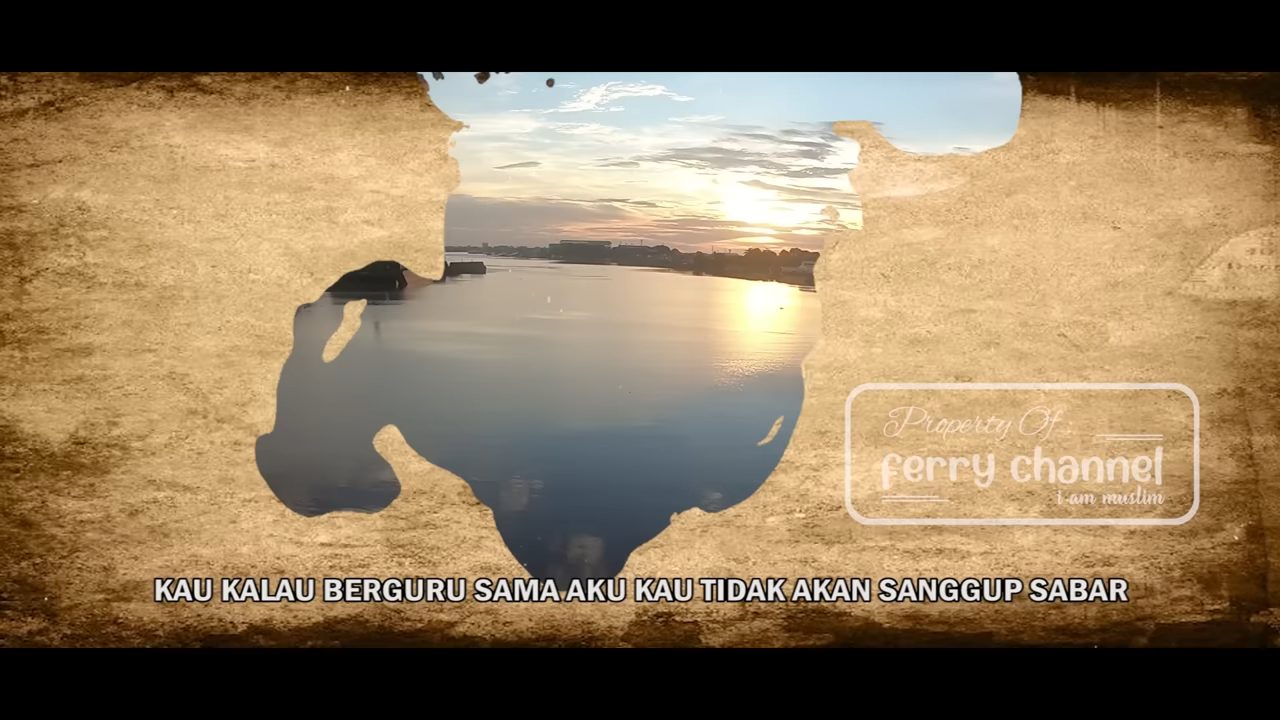 Property Of :
ferry channel
i am muslim
KAU KALAU BERGURU SAMA AKU KAU TIDAK AKAN SANGGUP SABAR